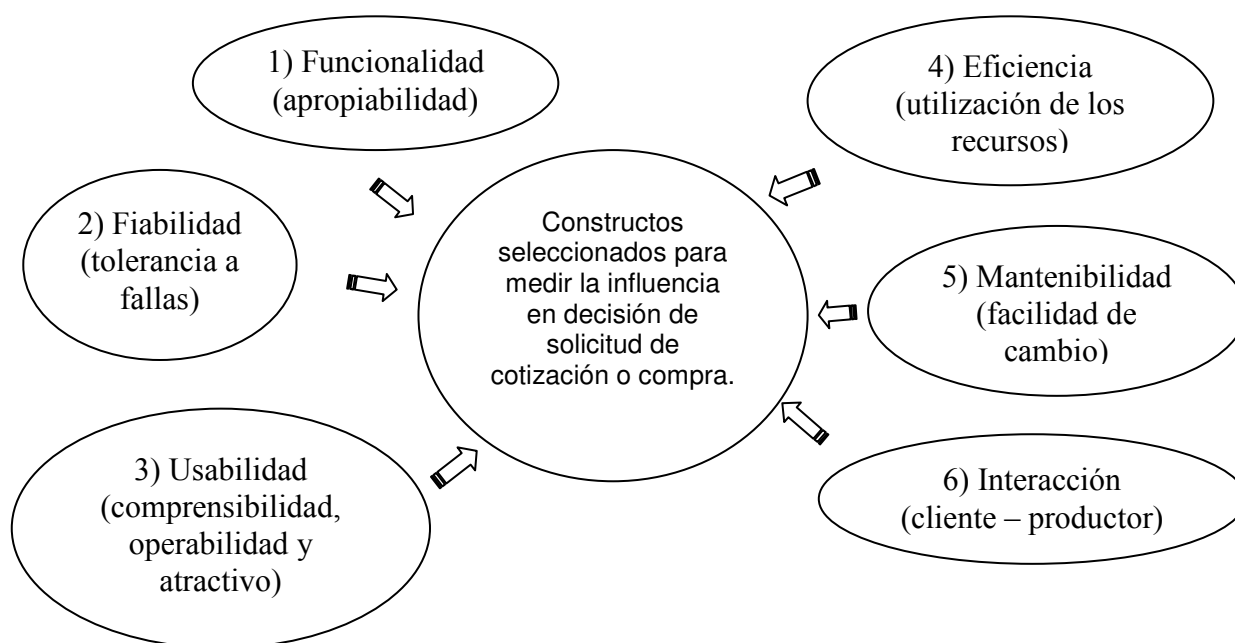 1) Funcionalidad
(apropiabilidad)
2) Fiabilidad
(tolerancia a
fallas)
3) Usabilidad
(comprensibilidad,
operabilidad y
atractivo)
Constructos
seleccionados para
medir la influencia
en decisión de
solicitud de
cotización o compra.
4) Eficiencia
(utilización de los
recursos)
5) Mantenibilidad
(facilidad de
cambio)
6) Interacción
(cliente – productor)